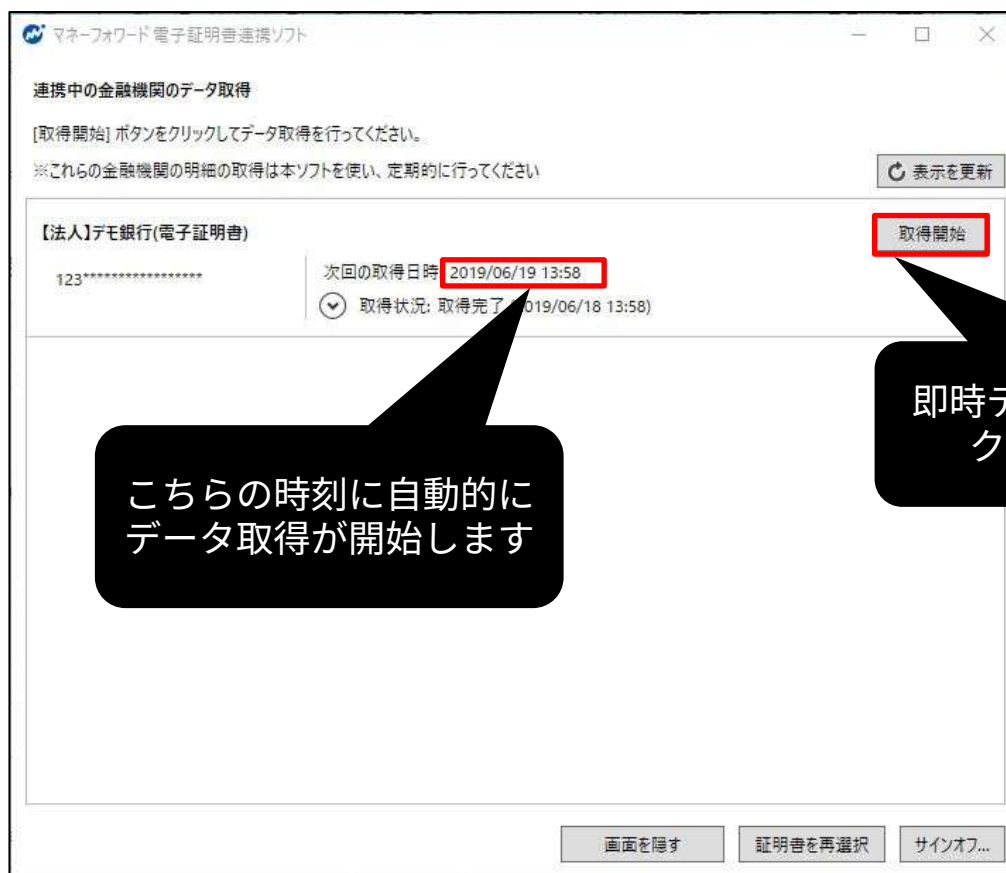 マネーフォワード 電子証明書連携ソフト
連携中の金融機関のデータ取得
[取得開始] ボタンをクリックしてデータ取得を行ってください。
※これらの金融機関の明細の取得は本ソフトを使い、定期的に行ってください
表示を更新
【法人】デモ銀行(電子証明書)
取得開始
123*****************
次回の取得日時 2019/06/19 13:58
取得状況: 取得完了 2019/06/18 13:58)
即時デ
ク
こちらの時刻に自動的に
データ取得が開始します
画面を隠す
証明書を再選択
サインオフ...